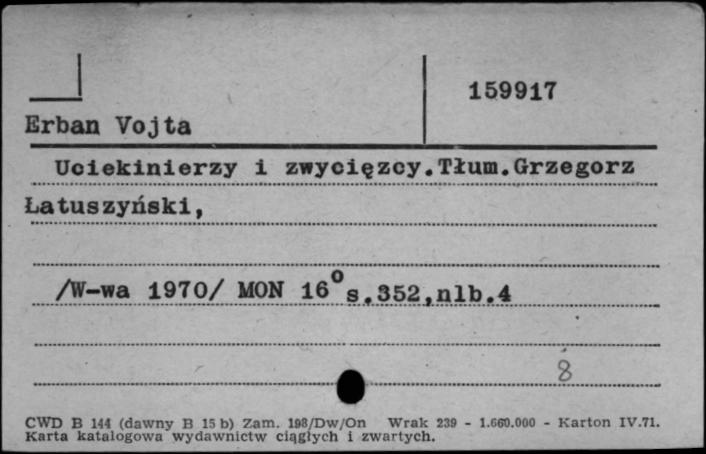 159917
Erban Vojta
Uciekinierzy i zwycięzcy.Tłum.Grzegorz
Łatuszyński,
/W-wa 1970/ MON 16° s.352,nlb.4
8
CWD B 144 (dawny B 15 b) Zam. 198/Dw/On Wrak 239 - 1.660.000 - Karton IV.71.
Karta katalogowa wydawnictw ciągłych i zwartych.